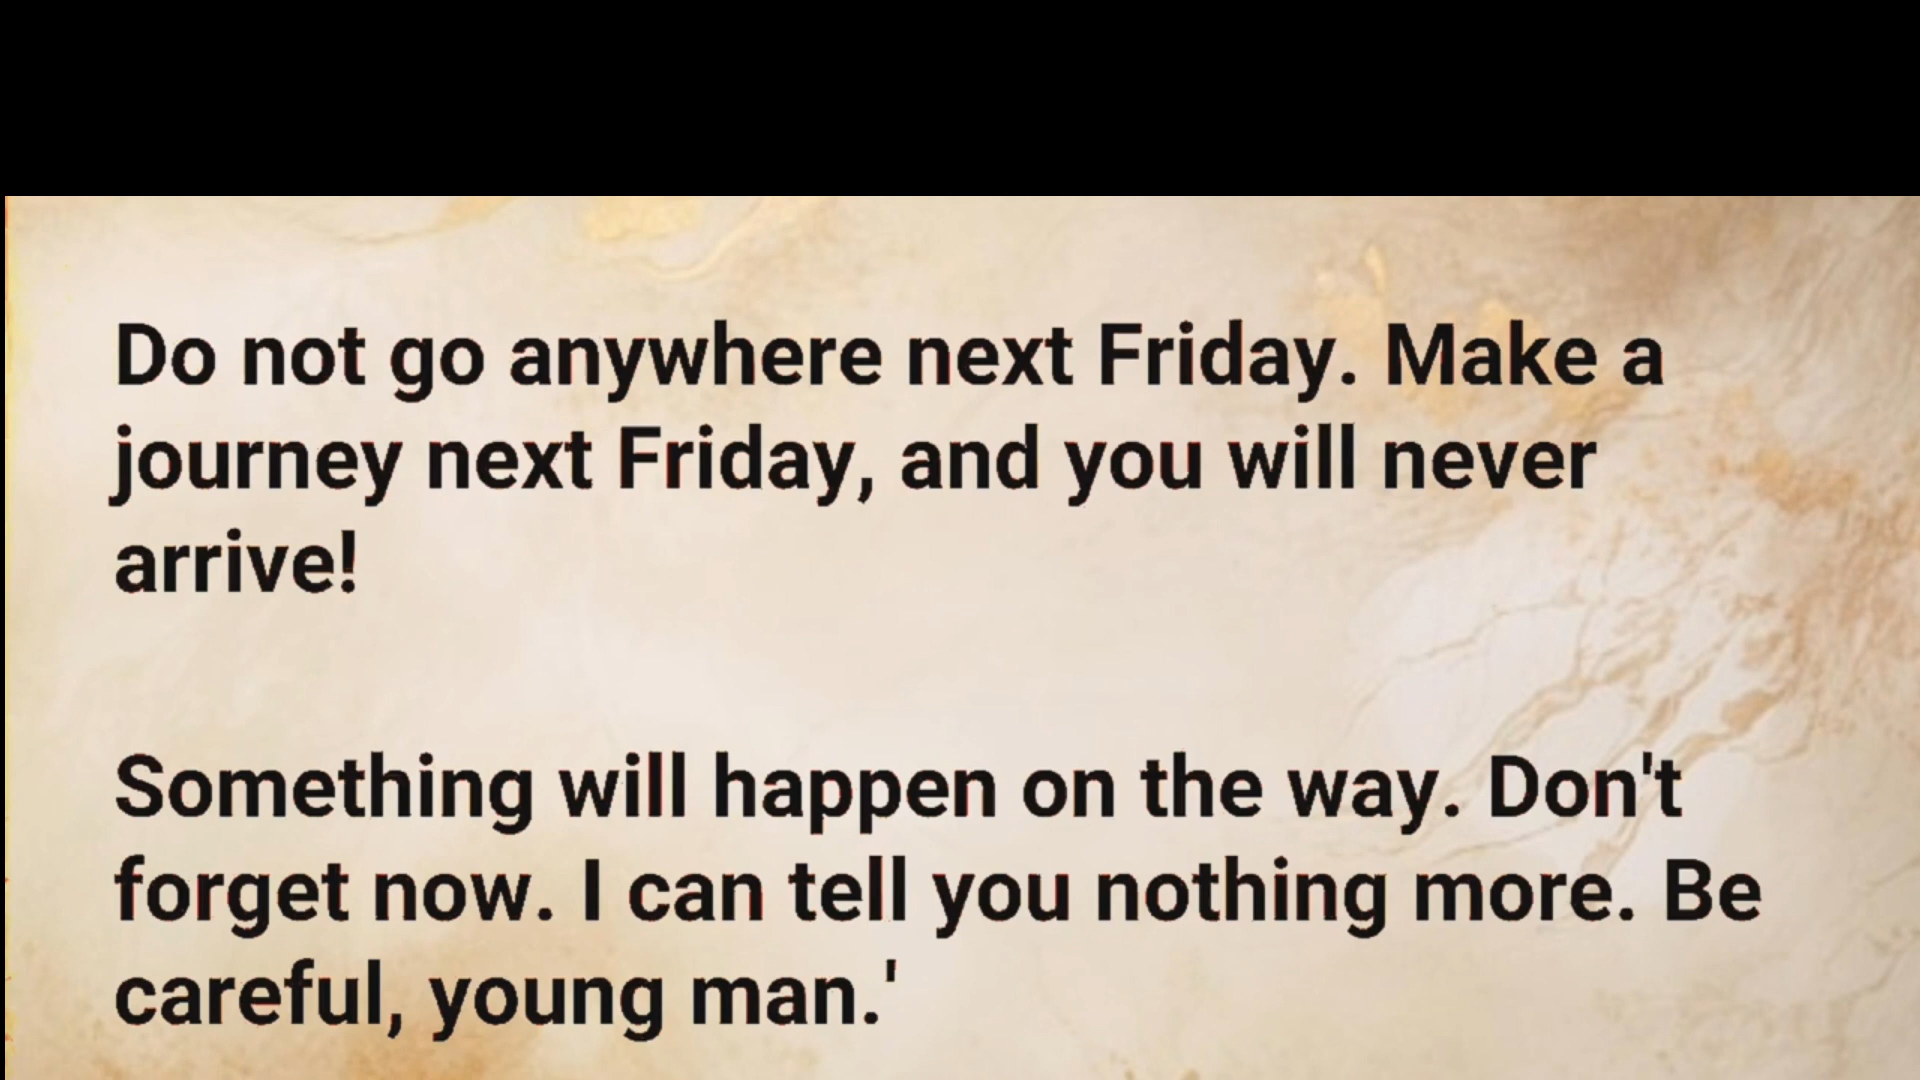 Do not go anywhere next Friday. Make a
journey next Friday, and you will never
arrive!
Something will happen on the way. Don't
forget now. I can tell you nothing more. Be
careful, young man.'